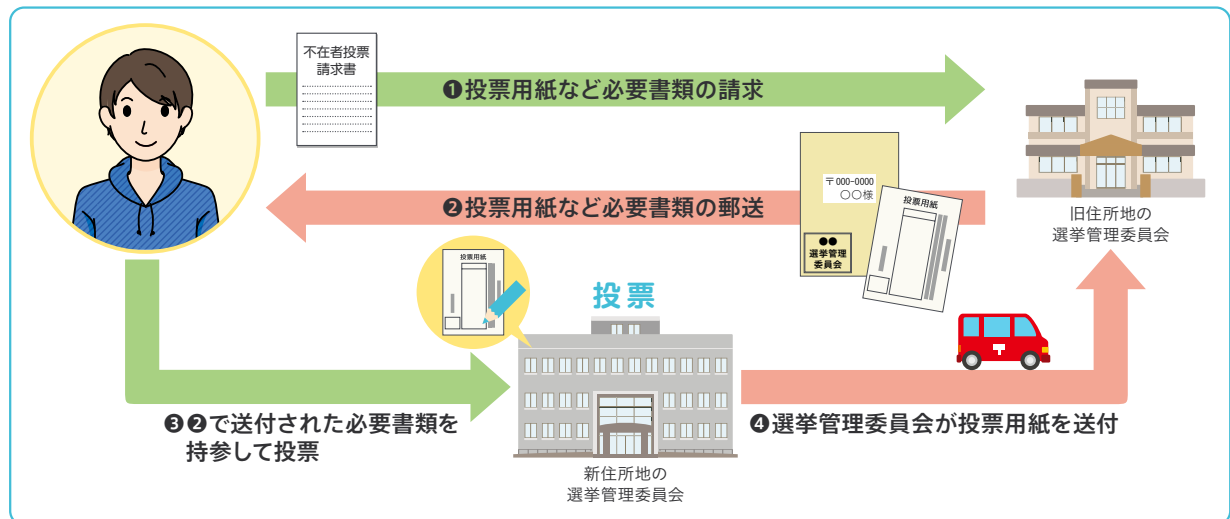 不在者投票
請求書
❶投票用紙など必要書類の請求
〒000-0000
○○様
投票用紙
●●
選挙管理
委員会
❷投票用紙など必要書類の郵送
旧住所地の
選挙管理委員会
投票用紙
投票
❸❷で送付された必要書類を
持参して投票
新住所地の
選挙管理委員会
〒
❹選挙管理委員会が投票用紙を送付